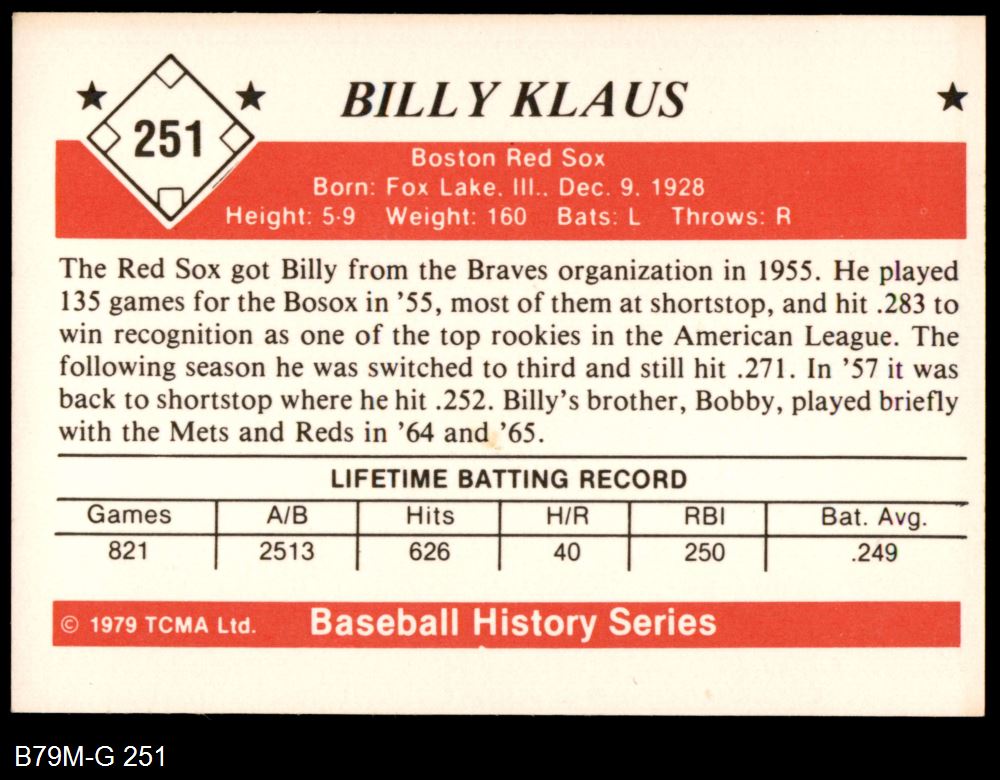 251
BILLY KLAUS
Boston Red Sox
Born: Fox Lake, Ill., Dec. 9, 1928
Height: 5-9 Weight: 160 Bats: L Throws: R
The Red Sox got Billy from the Braves organization in 1955. He played
135 games for the Bosox in ’55, most of them at shortstop, and hit .283 to
win recognition as one of the top rookies in the American League. The
following season he was switched to third and still hit .271. In ’57 it was
back to shortstop where he hit .252. Billy’s brother, Bobby, played briefly
with the Mets and Reds in ’64 and ’65.
LIFETIME BATTING RECORD
Games A/B Hits H/R RBI Bat. Avg.
821 2513 626 40 250 .249
© 1979 TCMA Ltd. Baseball History Series
B79M-G 251